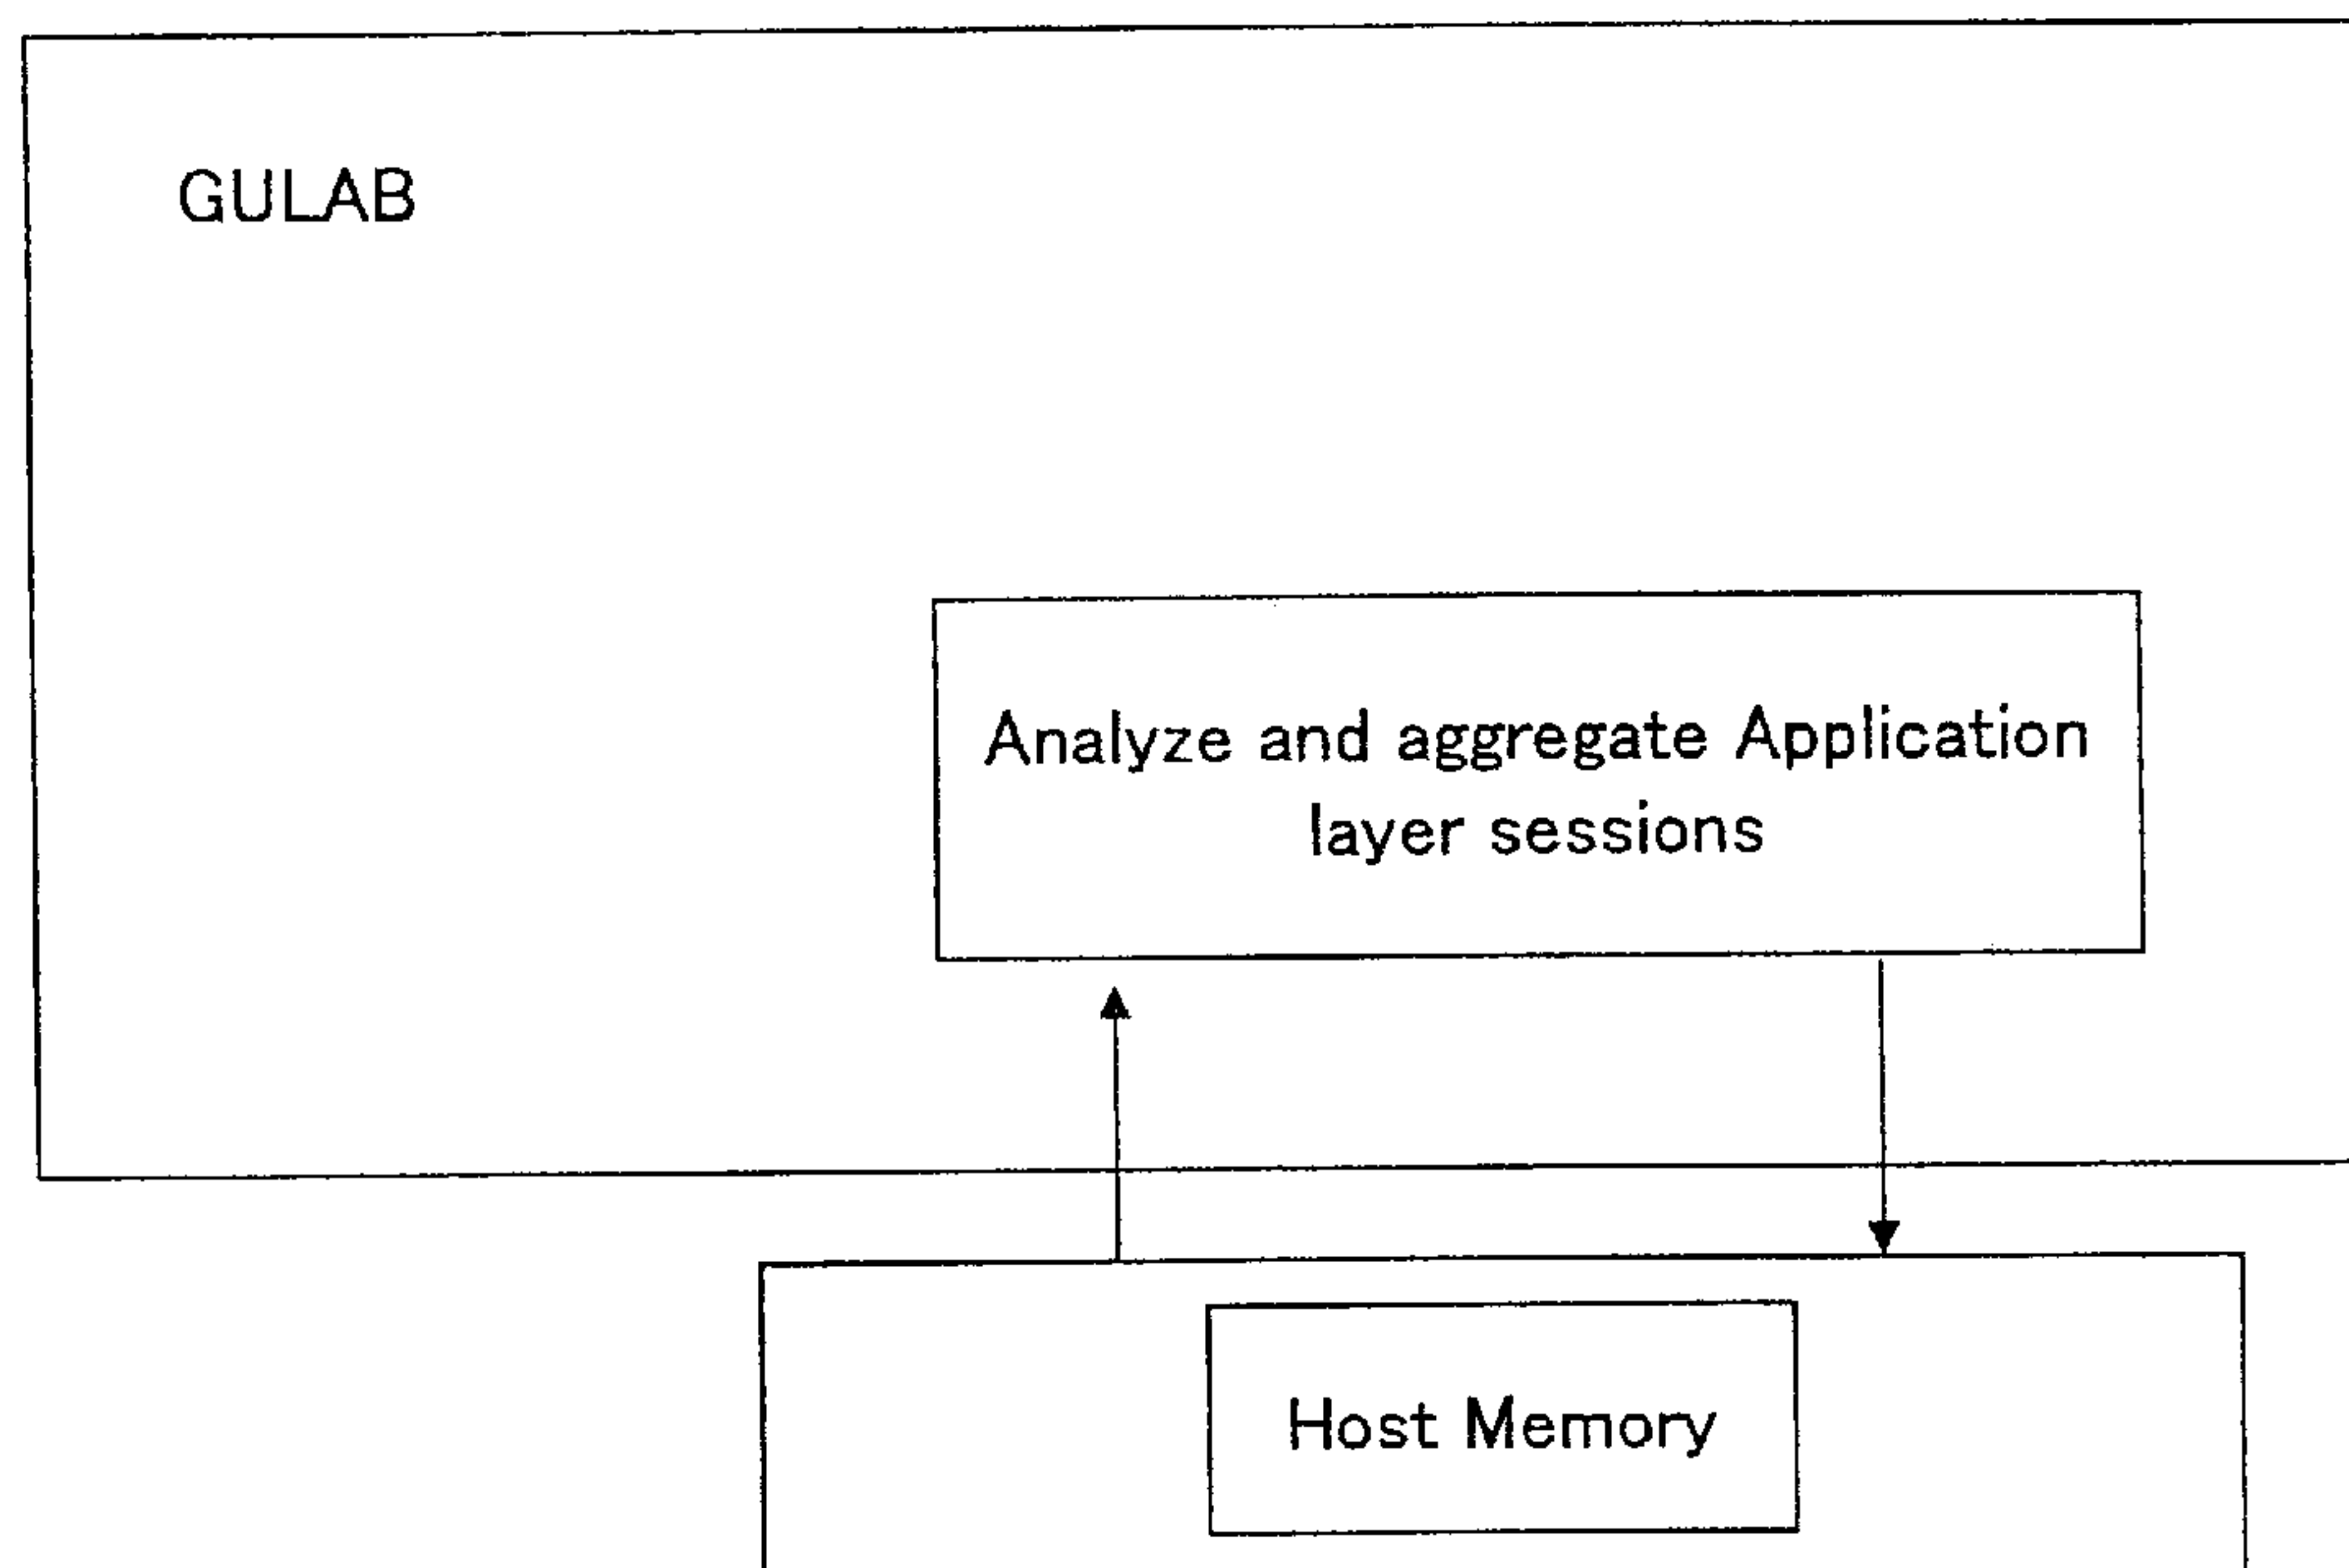 GULAB
Analyze and aggregate Application
layer sessions
Host Memory